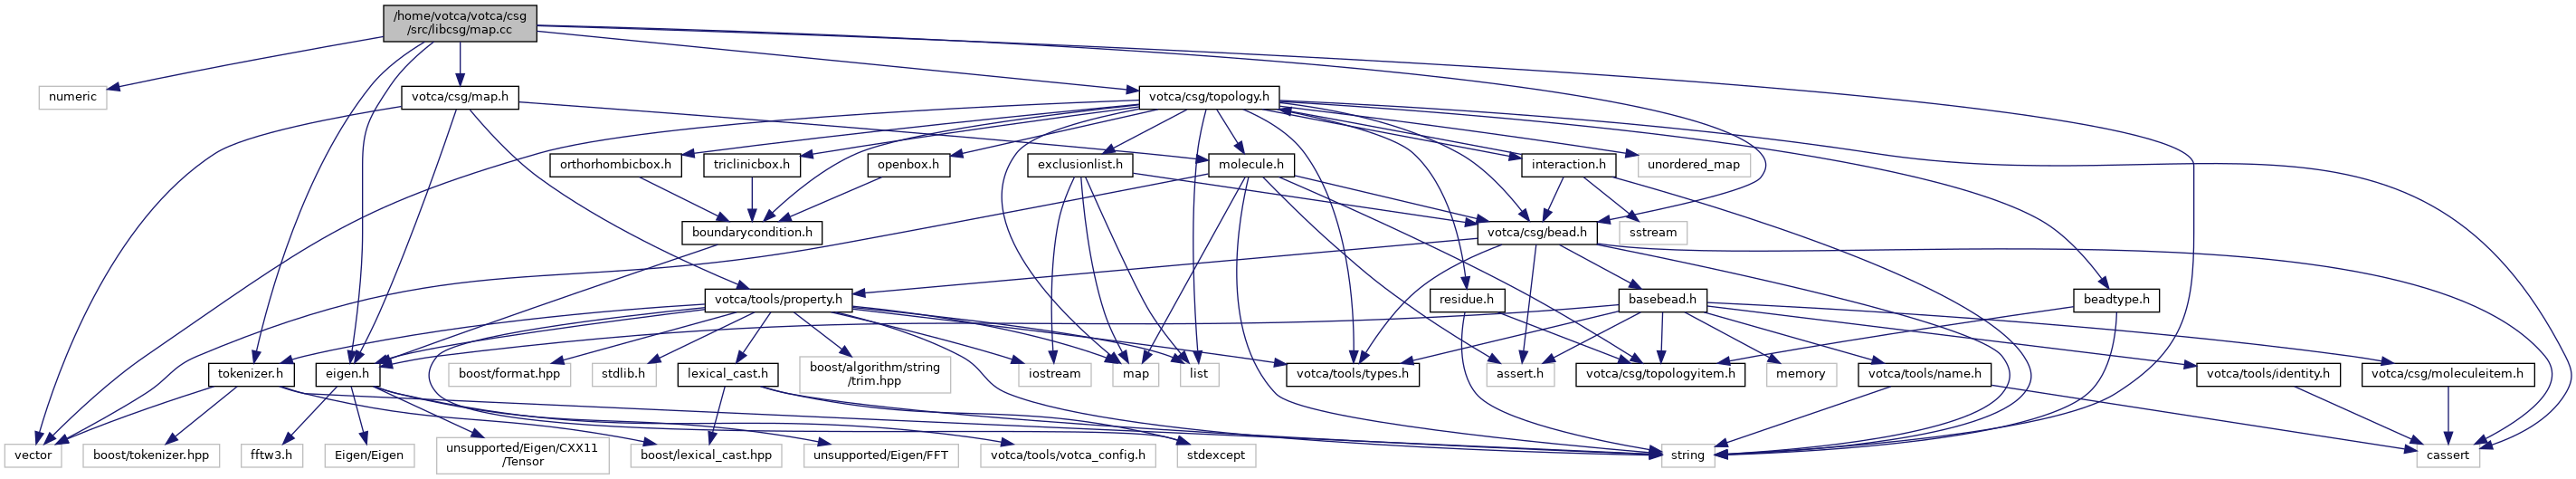 /home/votca/votca/csg
/src/libcsg/map.cc
numeric
votca/csg/map.h
votca/csg/topology.h
orthorhombicbox.h
triclinicbox.h
openbox.h
exclusionlist.h
molecule.h
interaction.h
unordered_map
boundarycondition.h
votca/csg/bead.h
sstream
votca/tools/property.h
residue.h
basebead.h
beadtype.h
tokenizer.h
eigen.h
boost/format.hpp
stdlib.h
lexical_cast.h
boost/algorithm/string
/trim.hpp
iostream
map
list
votca/tools/types.h
assert.h
votca/csg/topologyitem.h
memory
votca/tools/name.h
votca/tools/identity.h
votca/csg/moleculeitem.h
vector
boost/tokenizer.hpp
fftw3.h
Eigen/Eigen
unsupported/Eigen/CXX11
/Tensor
boost/lexical_cast.hpp
unsupported/Eigen/FFT
votca/tools/votca_config.h
stdexcept
string
cassert